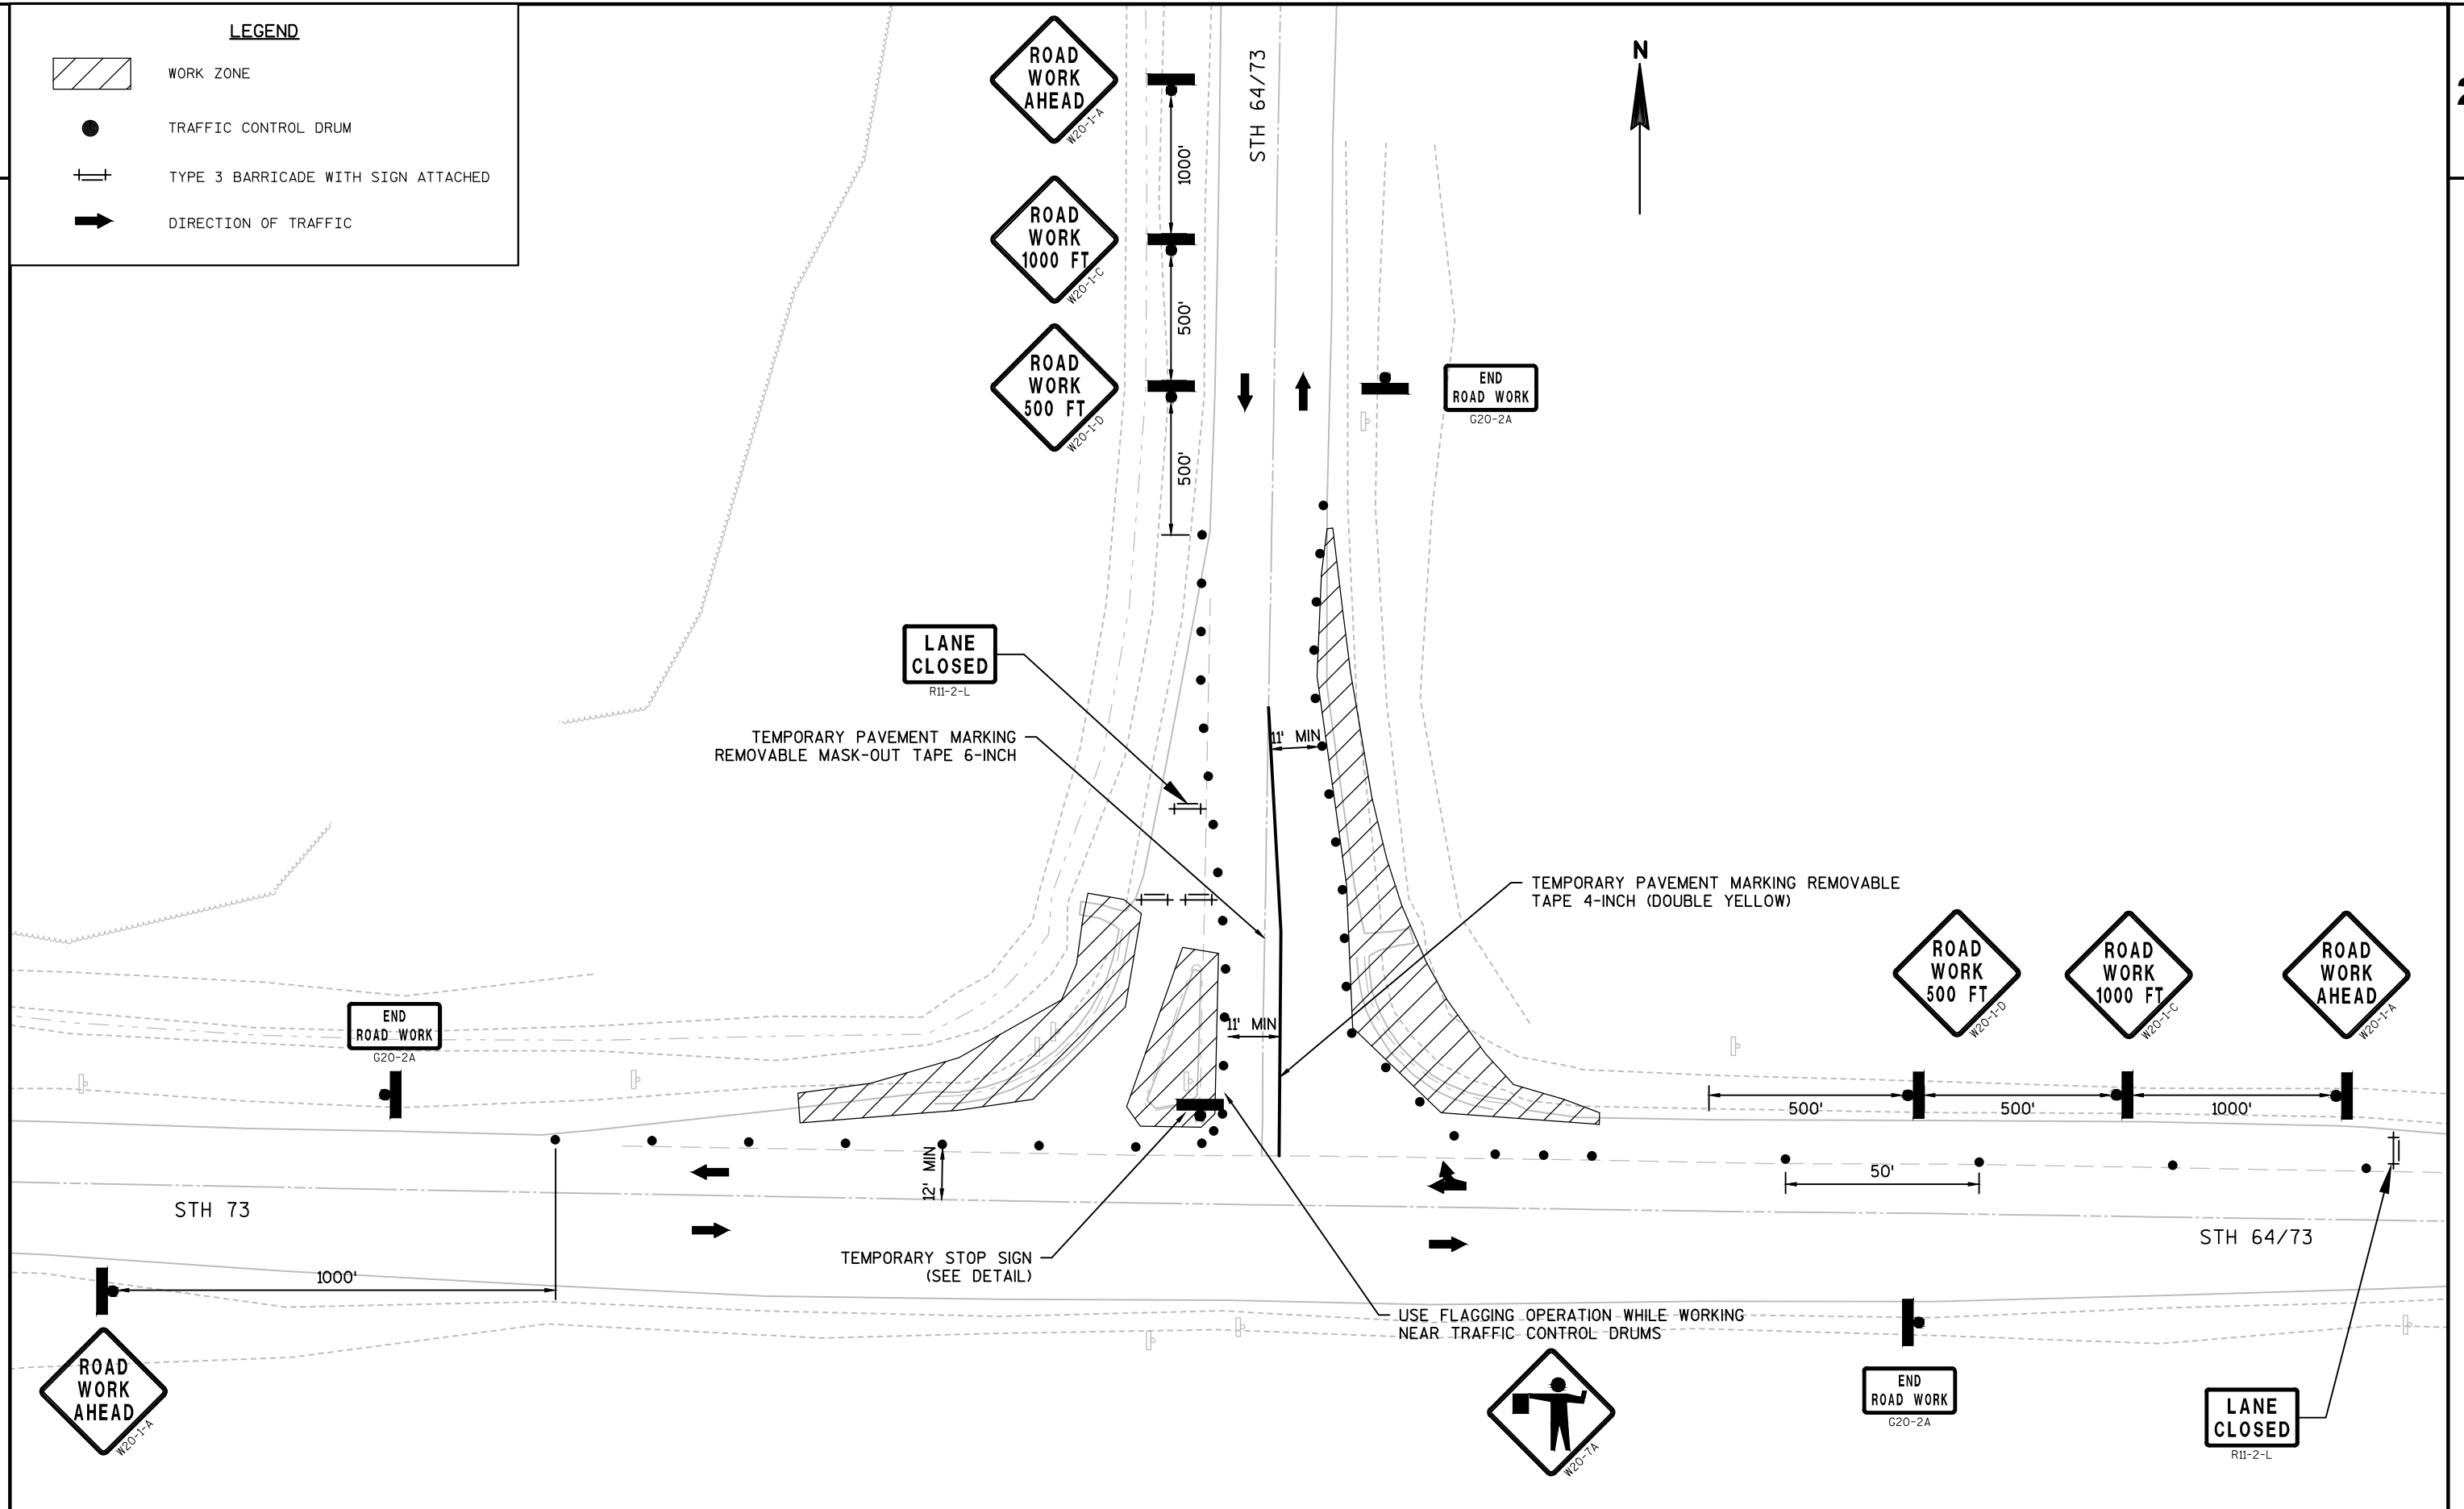 LEGEND
WORK ZONE
TRAFFIC CONTROL DRUM
TYPE 3 BARRICADE WITH SIGN ATTACHED
DIRECTION OF TRAFFIC
ROAD
WORK
AHEAD
W20-1-A
1000'
STH 64/73
N
ROAD
WORK
1000 FT
W20-1-C
500'
ROAD
WORK
500 FT
W20-1-D
500'
END
ROAD WORK
G20-2A
LANE
CLOSED
R11-2-L
TEMPORARY PAVEMENT MARKING
REMOVABLE MASK-OUT TAPE 6-INCH
11' MIN
TEMPORARY PAVEMENT MARKING REMOVABLE
TAPE 4-INCH (DOUBLE YELLOW)
END
ROAD WORK
G20-2A
11' MIN
ROAD
WORK
500 FT
W20-1-D
ROAD
WORK
1000 FT
W20-1-C
ROAD
WORK
AHEAD
W20-1-A
500'
500'
1000'
12' MIN
50'
STH 73
STH 64/73
TEMPORARY STOP SIGN
(SEE DETAIL)
1000'
USE FLAGGING OPERATION WHILE WORKING
NEAR TRAFFIC CONTROL DRUMS
ROAD
WORK
AHEAD
W20-1-A
W20-7A
END
ROAD WORK
G20-2A
LANE
CLOSED
R11-2-L